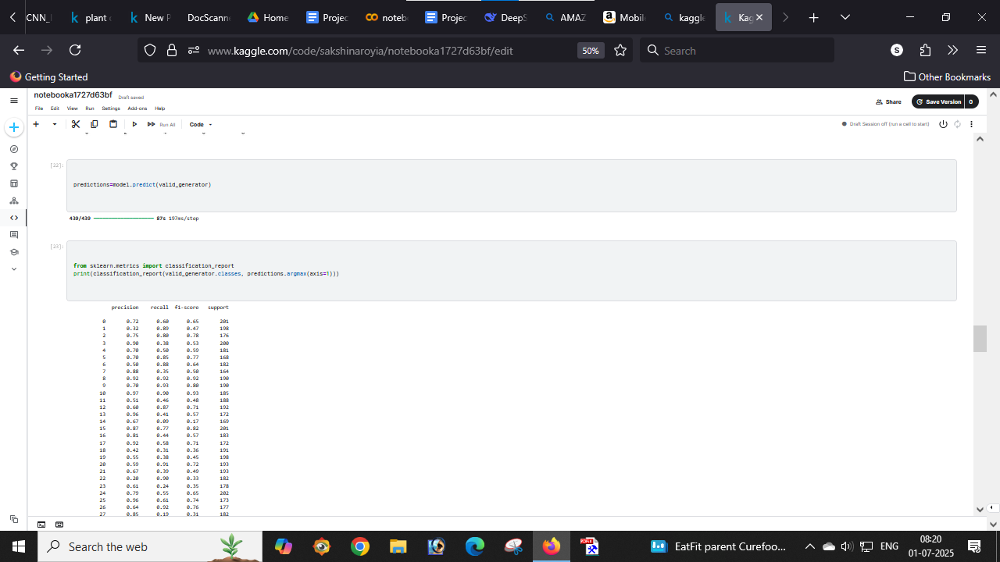 CNN_
plant
New P
DocScann
Home
Projec
noteb
Projec
DeepS
AMAZ
Mobil
kaggle
Kag
www.kaggle.com/code/sakshinaroyia/notebooka1727d63bf/edit
50%
Search
S
Getting Started
Other Bookmarks
notebooka1727d63bf Draft saved
File Edit View Run Settings Add-ons Help
Share
Save Version 0
Run All
Code
Draft Session off (run a cell to start)
[22]:
predictions=model.predict(valid_generator)
439/439 87s 197ms/step
[23]:
from sklearn.metrics import classification_report
print(classification_report(valid_generator.classes, predictions.argmax(axis=1)))
precision recall f1-score support
0 0.72 0.60 0.65 201
1 0.32 0.89 0.47 198
2 0.75 0.80 0.78 176
3 0.90 0.38 0.53 200
4 0.70 0.50 0.59 181
5 0.70 0.85 0.77 168
6 0.50 0.88 0.64 182
7 0.88 0.35 0.50 164
8 0.92 0.92 0.92 190
9 0.70 0.93 0.80 190
10 0.97 0.90 0.93 185
11 0.51 0.46 0.48 188
12 0.60 0.87 0.71 192
13 0.96 0.41 0.57 172
14 0.67 0.09 0.17 169
15 0.87 0.77 0.82 201
16 0.81 0.44 0.57 183
17 0.92 0.58 0.71 172
18 0.42 0.31 0.36 191
19 0.55 0.38 0.45 198
20 0.59 0.91 0.72 193
21 0.67 0.39 0.49 193
22 0.20 0.90 0.33 182
23 0.61 0.24 0.35 178
24 0.79 0.55 0.65 202
25 0.96 0.61 0.74 173
26 0.64 0.92 0.76 177
27 0.85 0.19 0.31 182
Search the web
EatFit parent Curefoo...
ENG
01-07-2025